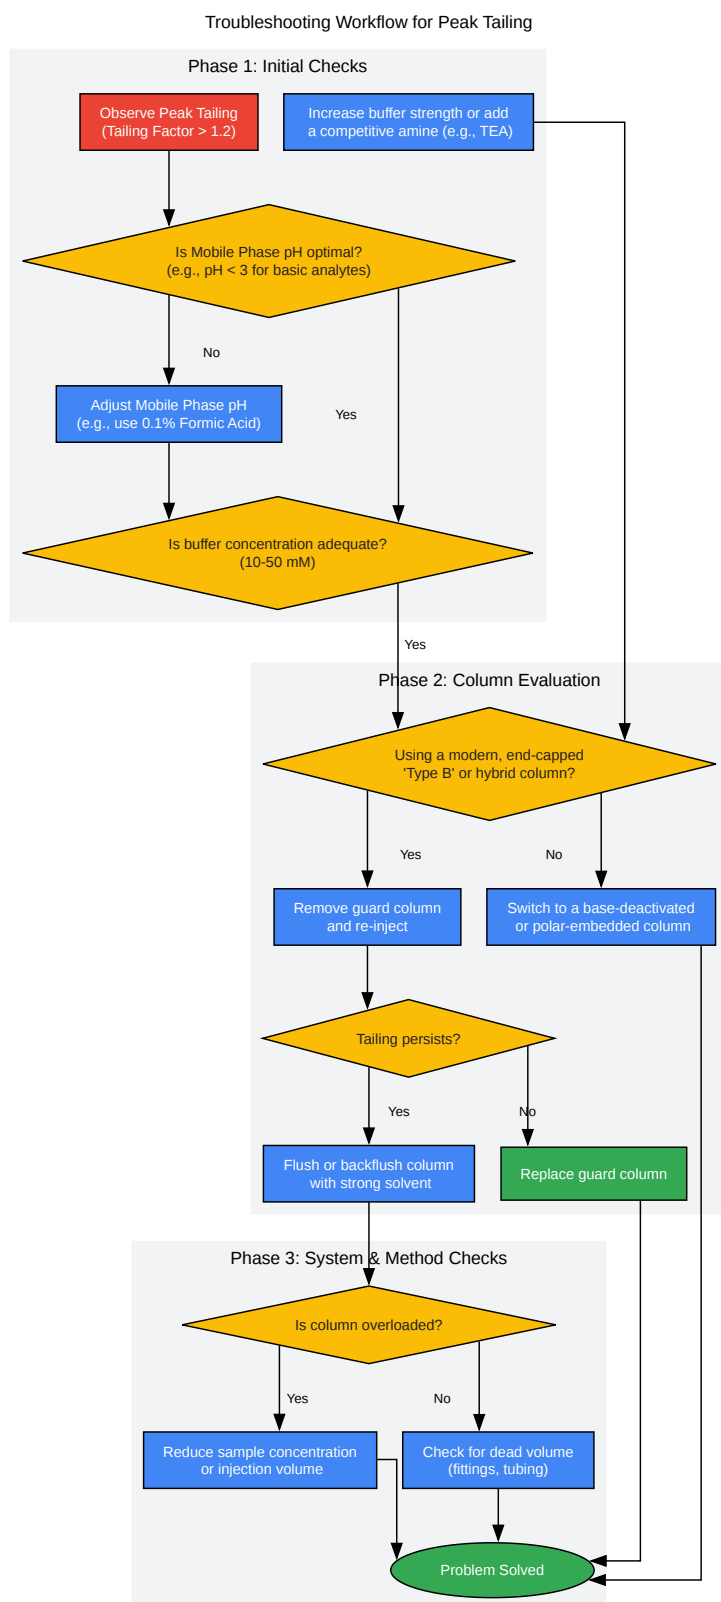 Troubleshooting Workflow for Peak Tailing
Phase 1: Initial Checks
Observe Peak Tailing
(Tailing Factor > 1.2)
Increase buffer strength or add
a competitive amine (e.g., TEA)
Is Mobile Phase pH optimal?
(e.g., pH < 3 for basic analytes)
No
Adjust Mobile Phase pH
(e.g., use 0.1% Formic Acid)
Yes
Is buffer concentration adequate?
(10-50 mM)
Yes
Phase 2: Column Evaluation
Using a modern, end-capped
'Type B' or hybrid column?
Yes
No
Remove guard column
and re-inject
Switch to a base-deactivated
or polar-embedded column
Tailing persists?
Yes
No
Flush or backflush column
with strong solvent
Replace guard column
Phase 3: System & Method Checks
Is column overloaded?
Yes
No
Reduce sample concentration
or injection volume
Check for dead volume
(fittings, tubing)
Problem Solved